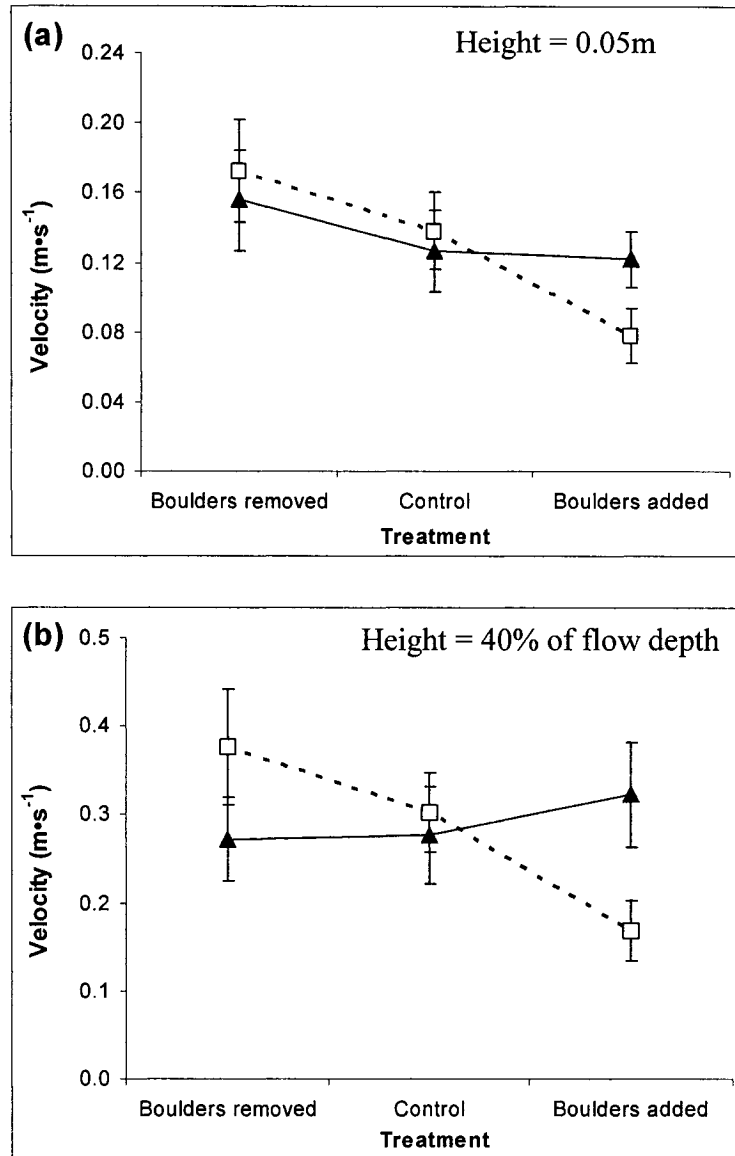 (a)
Height = 0.05m
0.24
0.20
0.16
0.12
0.08
0.04
0.00
Velocity (m•s⁻¹)
Boulders removed Control Boulders added
Treatment
(b)
Height = 40% of flow depth
0.5
0.4
0.3
0.2
0.1
0.0
Velocity (m•s⁻¹)
Boulders removed Control Boulders added
Treatment